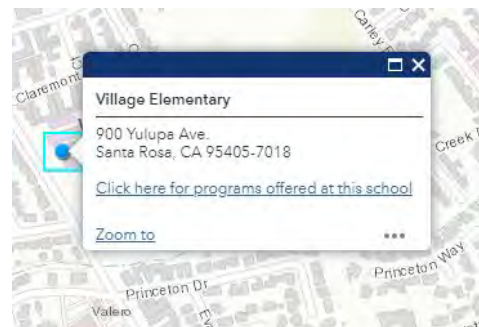 Carley
Claremont
Village Elementary
900 Yulupa Ave.
Santa Rosa, CA 95405-7018
Creek
Click here for programs offered at this school
Zoom to
Princeton Way
Princeton Dr
Valero